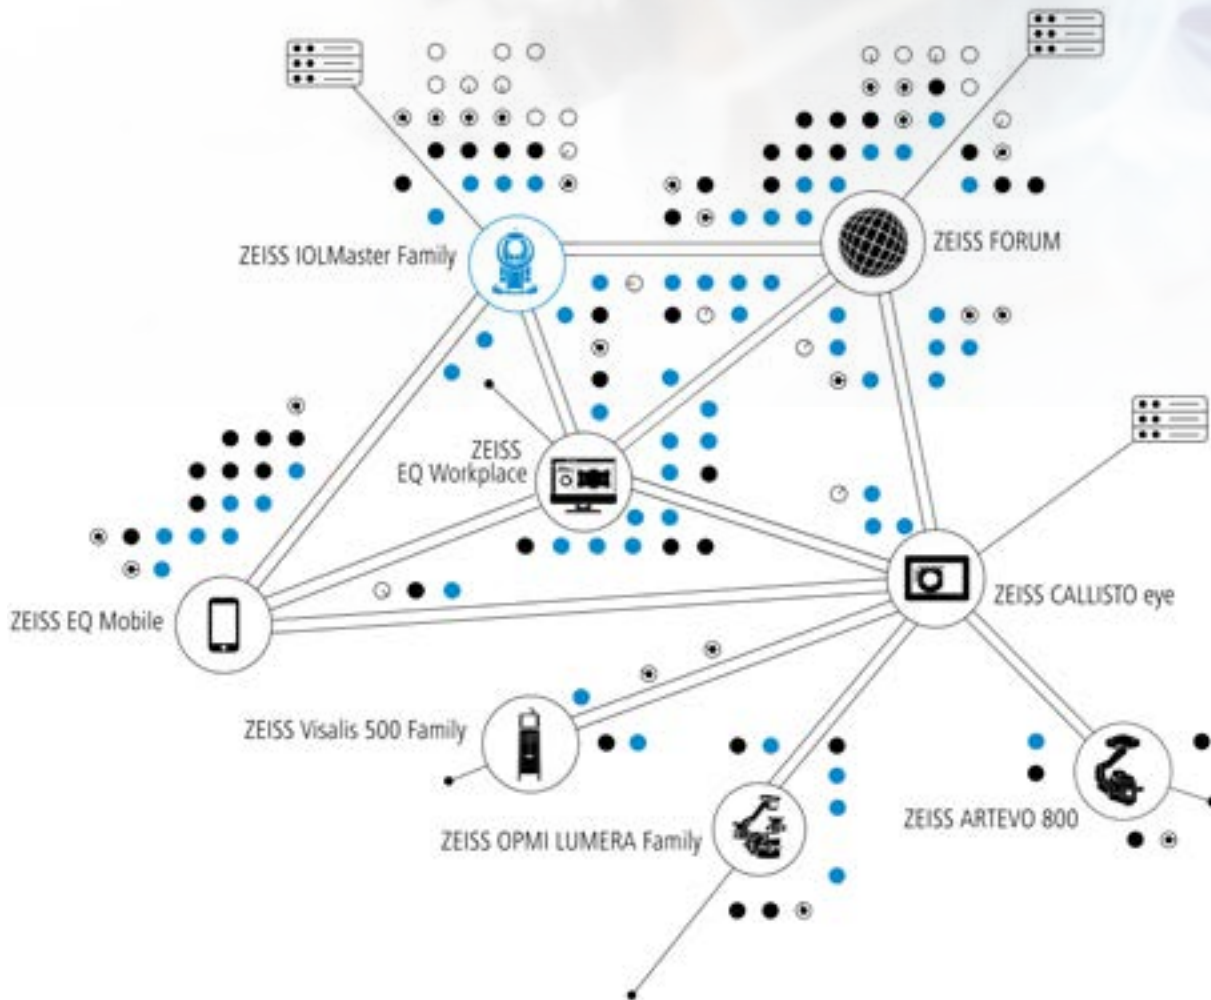 ZEISS IOLMaster Family
ZEISS FORUM
ZEISS
EQ Workplace
ZEISS EQ Mobile
ZEISS CALLISTO eye
ZEISS Visalis 500 Family
ZEISS OPMI LUMERA Family
ZEISS ARTEVO 800